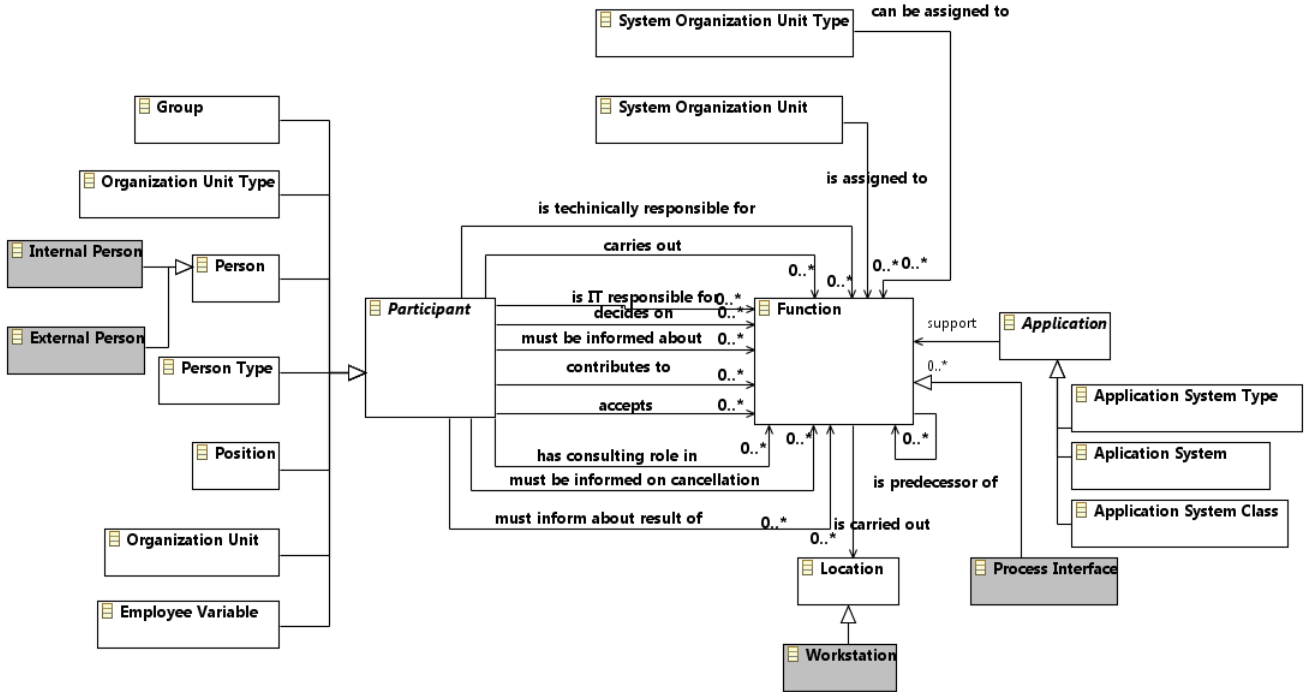 can be assigned to
System Organization Unit Type
Group
System Organization Unit
Organization Unit Type
is assigned to
is techinically responsible for
Internal Person
carries out
Person
0..*
0..*
0..*
0..*
Participant
is IT responsible for
0..*
Function
decides on
0..*
support
Application
External Person
must be informed about
0..*
Person Type
contributes to
0..*
0..*
Application System Type
accepts
0..*
0..*
0..*
0..*
Position
has consulting role in
Aplication System
must be informed on cancellation
is predecessor of
Application System Class
must inform about result of
0..*
is carried out
Organization Unit
0..*
Location
Process Interface
Employee Variable
Workstation